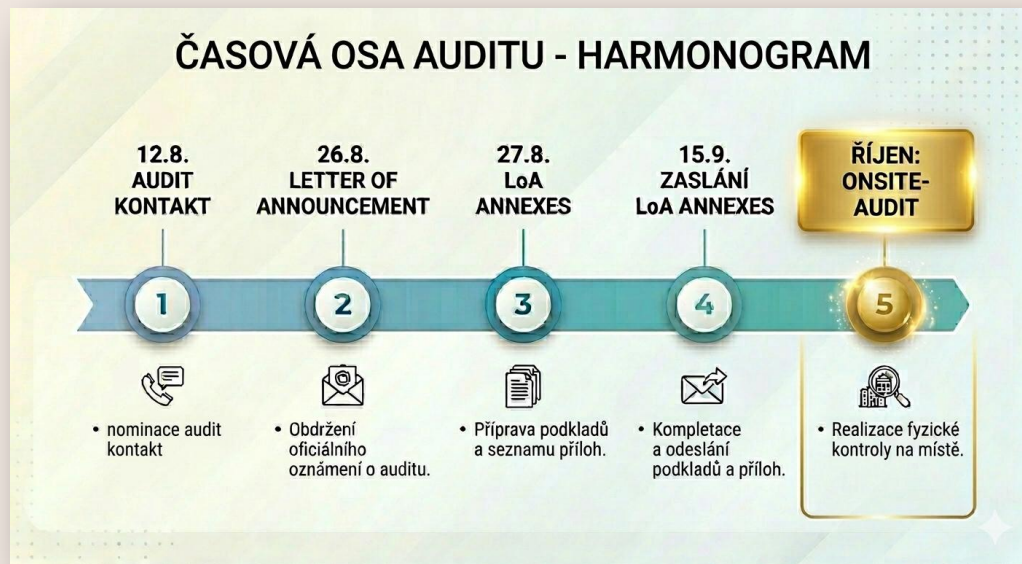 ČASOVÁ OSA AUDITU - HARMONOGRAM
12.8.
AUDIT
KONTAKT
26.8.
LETTER OF
ANNOUNCEMENT
27.8.
LoA
ANNEXES
15.9.
ZASLÁNÍ
LoA ANNEXES
ŘÍJEN:
ONSITE-
AUDIT
1
2
3
4
5
• nominace audit
kontakt
• Obdržení
oficiálního
oznámení o auditu.
• Příprava podkladů
a seznamu příloh.
• Kompletace
a odeslání
podkladů a příloh.
• Realizace fyzické
kontroly na místě.